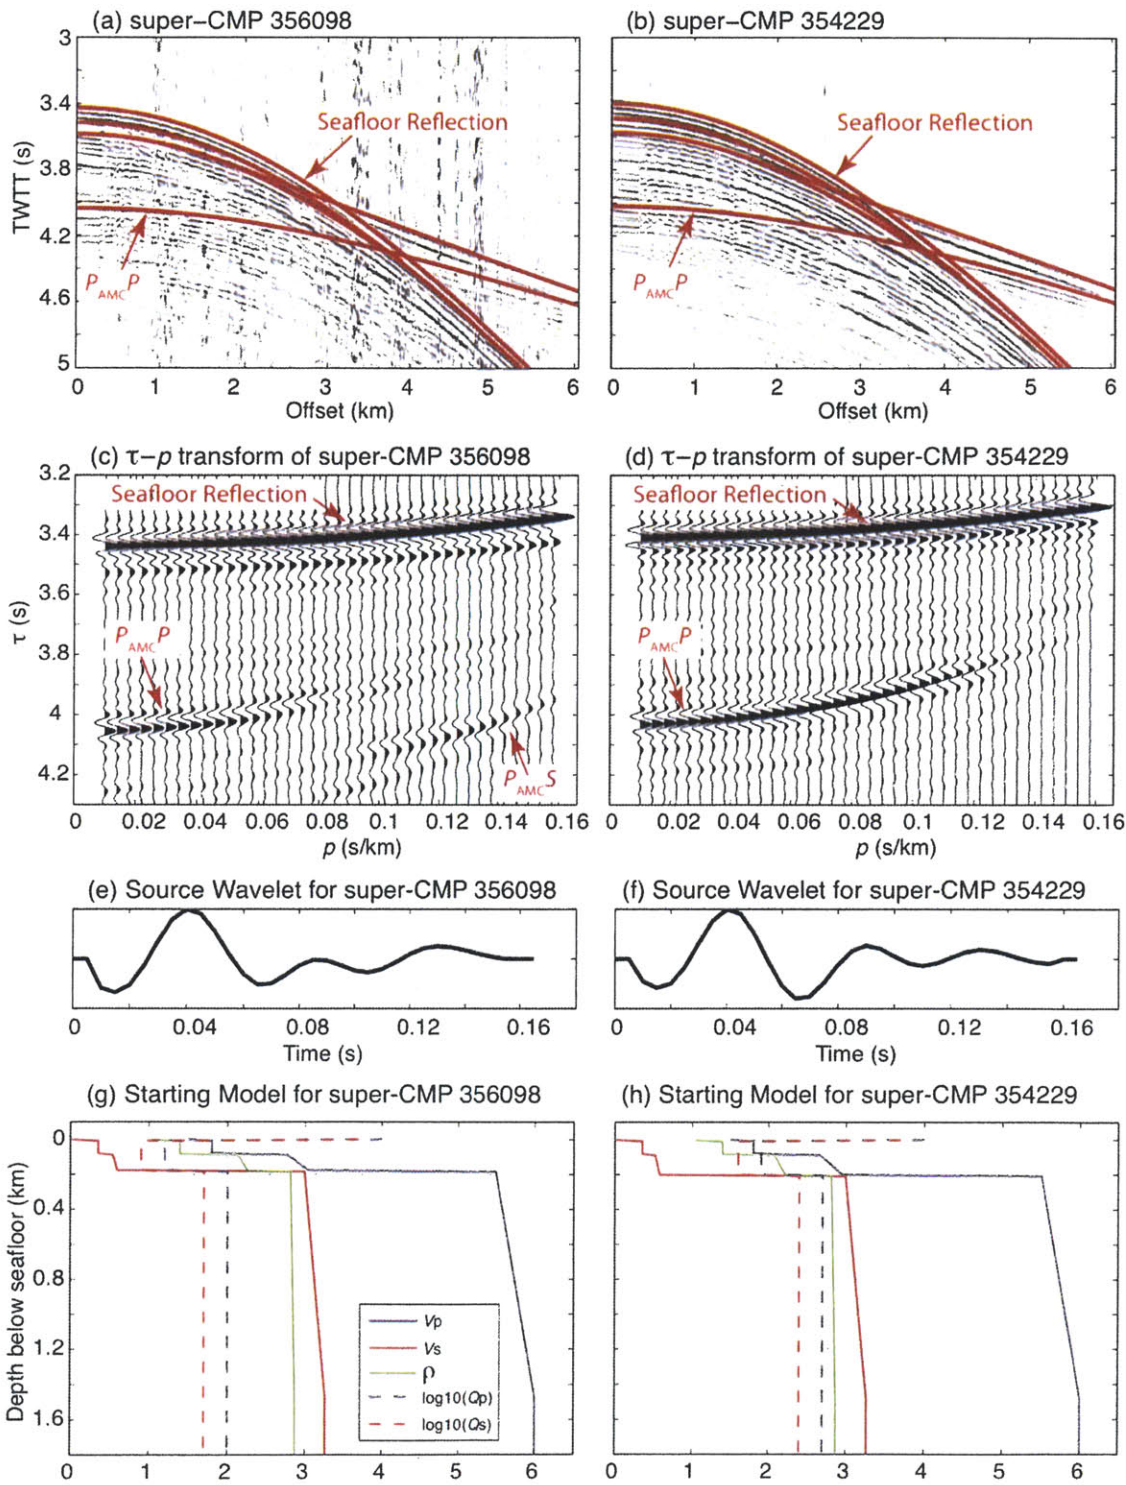 (a) super–CMP 356098
(b) super–CMP 354229
3
3.4
3.8
4.2
4.6
5
TWTT (s)
Seafloor Reflection
Seafloor Reflection
PAMCP
PAMCP
0 1 2 3 4 5 6
0 1 2 3 4 5 6
Offset (km)
Offset (km)
(c) τ–p transform of super-CMP 356098
(d) τ–p transform of super-CMP 354229
3.2
3.4
3.6
3.8
4
4.2
τ (s)
Seafloor Reflection
Seafloor Reflection
PAMCP
PAMCP
PAMCS
0 0.02 0.04 0.06 0.08 0.1 0.12 0.14 0.16
0 0.02 0.04 0.06 0.08 0.1 0.12 0.14 0.16
p (s/km)
p (s/km)
(e) Source Wavelet for super-CMP 356098
(f) Source Wavelet for super-CMP 354229
0 0.04 0.08 0.12 0.16
0 0.04 0.08 0.12 0.16
Time (s)
Time (s)
(g) Starting Model for super-CMP 356098
(h) Starting Model for super-CMP 354229
0
0.4
0.8
1.2
1.6
Depth below seafloor (km)
Vp
Vs
ρ
log10(Qp)
log10(Qs)
0 1 2 3 4 5 6
0 1 2 3 4 5 6